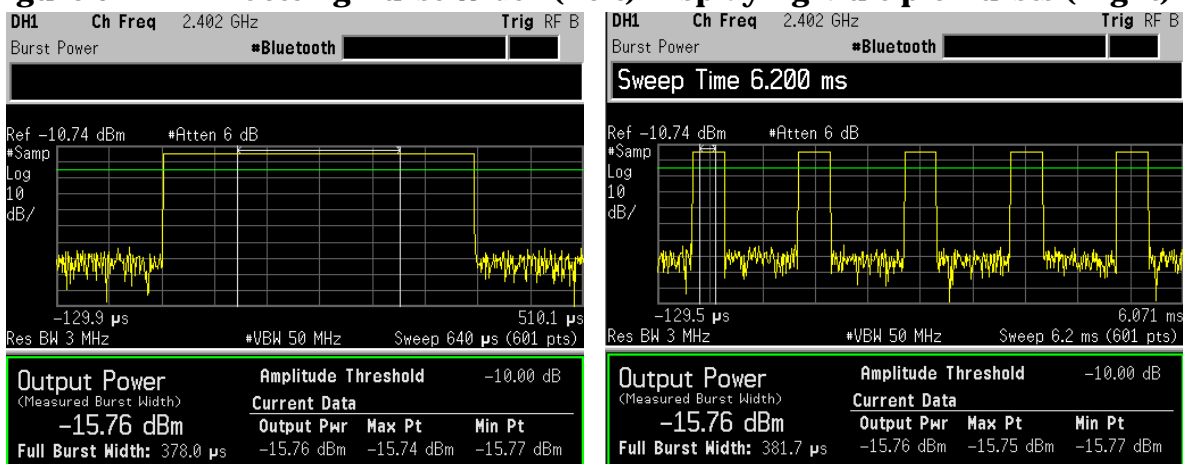 DH1 Ch Freq 2.402 GHz Trig RF B
Burst Power #Bluetooth
Ref -10.74 dBm #Atten 6 dB
#Samp
Log
10
dB/
-129.9 µs 510.1 µs
Res BW 3 MHz #VBW 50 MHz Sweep 640 µs (601 pts)
Output Power
(Measured Burst Width)
-15.76 dBm
Full Burst Width: 378.0 µs
Amplitude Threshold -10.00 dB
Current Data
Output Pwr Max Pt Min Pt
-15.76 dBm -15.74 dBm -15.77 dBm
DH1 Ch Freq 2.402 GHz Trig RF B
Burst Power #Bluetooth
Sweep Time 6.200 ms
Ref -10.74 dBm #Atten 6 dB
#Samp
Log
10
dB/
-129.5 µs 6.071 ms
Res BW 3 MHz #VBW 50 MHz Sweep 6.2 ms (601 pts)
Output Power
(Measured Burst Width)
-15.76 dBm
Full Burst Width: 381.7 µs
Amplitude Threshold -10.00 dB
Current Data
Output Pwr Max Pt Min Pt
-15.76 dBm -15.75 dBm -15.77 dBm